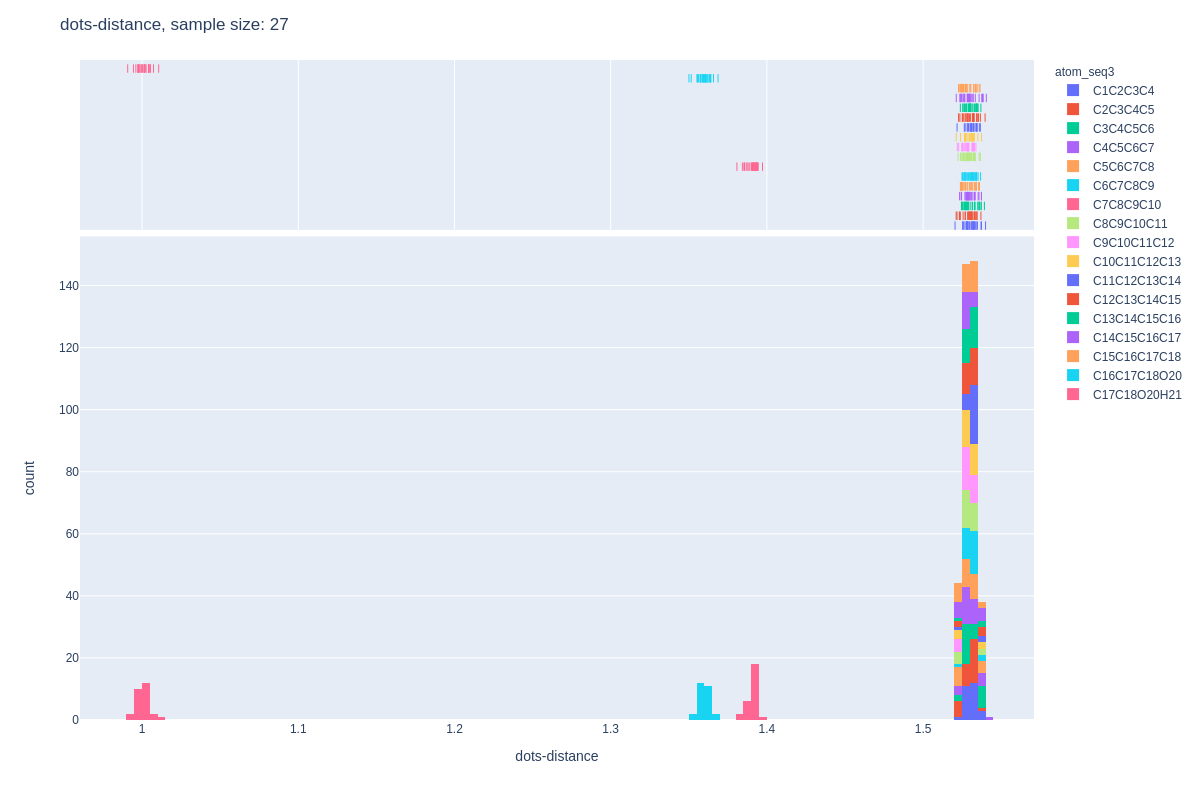 dots-distance, sample size: 27
atom_seq3
C1C2C3C4
C2C3C4C5
C3C4C5C6
C4C5C6C7
C5C6C7C8
C6C7C8C9
C7C8C9C10
C8C9C10C11
C9C10C11C12
C10C11C12C13
C11C12C13C14
C12C13C14C15
C13C14C15C16
C14C15C16C17
C15C16C17C18
C16C17C18O20
C17C18O20H21
140
120
100
80
60
40
20
0
count
1
1.1
1.2
1.3
1.4
1.5
dots-distance